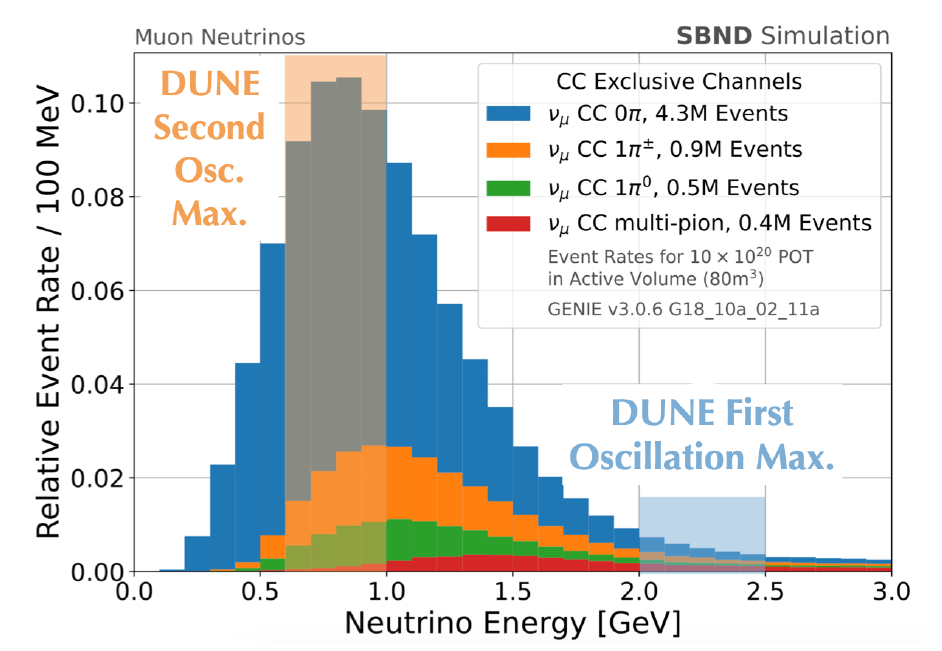 Muon Neutrinos
SBND Simulation
DUNE
Second
Osc.
Max.
CC Exclusive Channels
νμ CC 0π, 4.3M Events
νμ CC 1π±, 0.9M Events
νμ CC 1π⁰, 0.5M Events
νμ CC multi-pion, 0.4M Events
Event Rates for 10 × 10²⁰ POT
in Active Volume (80m³)
GENIE v3.0.6 G18_10a_02_11a
DUNE First
Oscillation Max.
Relative Event Rate / 100 MeV
0.10
0.08
0.06
0.04
0.02
0.00
0.0 0.5 1.0 1.5 2.0 2.5 3.0
Neutrino Energy [GeV]